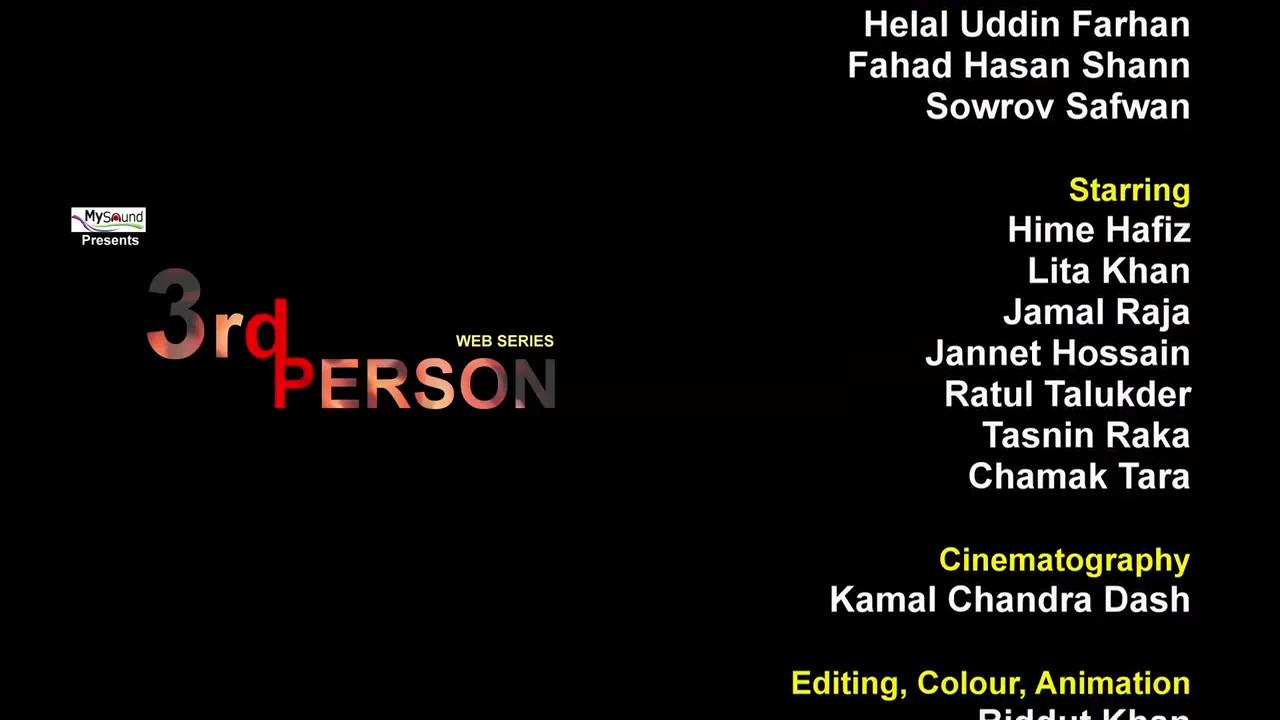 MySound
Presents
3rd
WEB SERIES
PERSON
Helal Uddin Farhan
Fahad Hasan Shann
Sowrov Safwan
Starring
Hime Hafiz
Lita Khan
Jamal Raja
Jannet Hossain
Ratul Talukder
Tasnin Raka
Chamak Tara
Cinematography
Kamal Chandra Dash
Editing, Colour, Animation